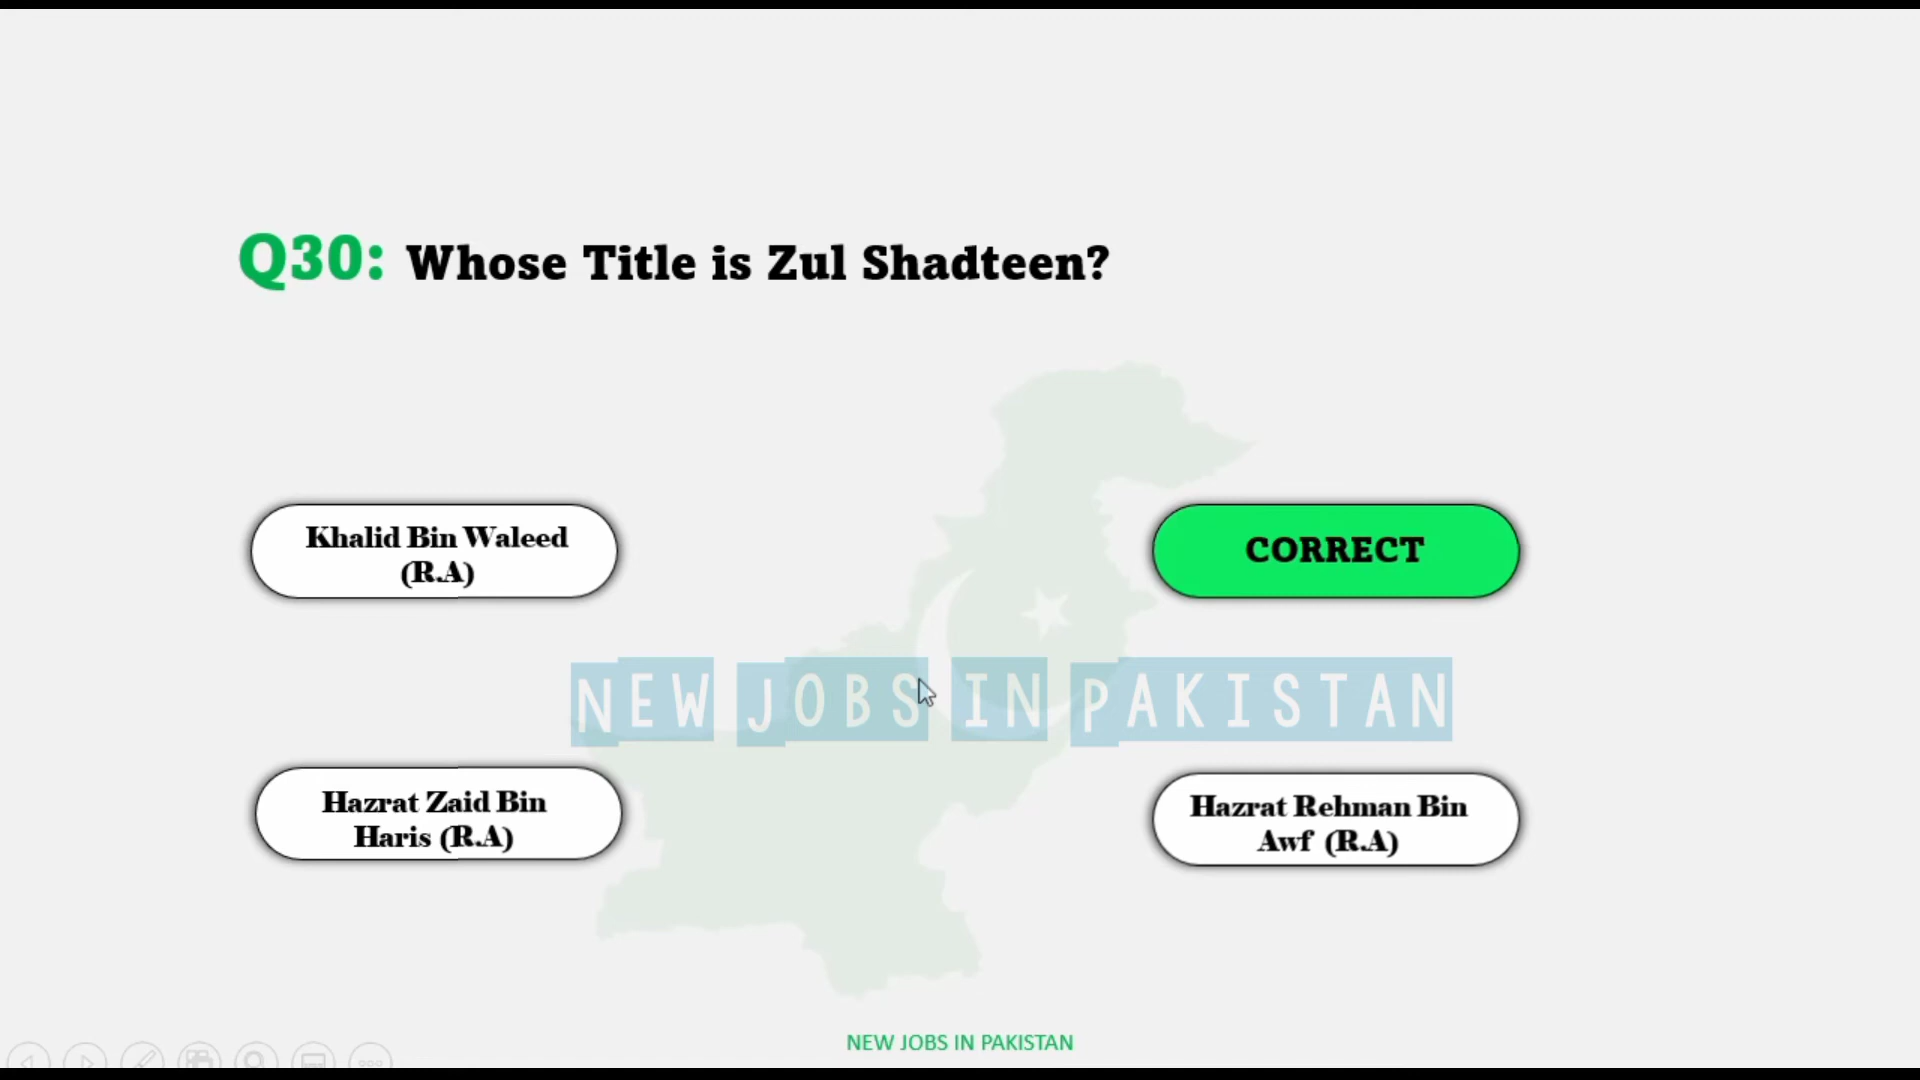 Q30: Whose Title is Zul Shadteen?
Khalid Bin Waleed
(R.A)
CORRECT
NEW JOBS IN PAKISTAN
Hazrat Zaid Bin
Haris (R.A)
Hazrat Rehman Bin
Awf (R.A)
NEW JOBS IN PAKISTAN